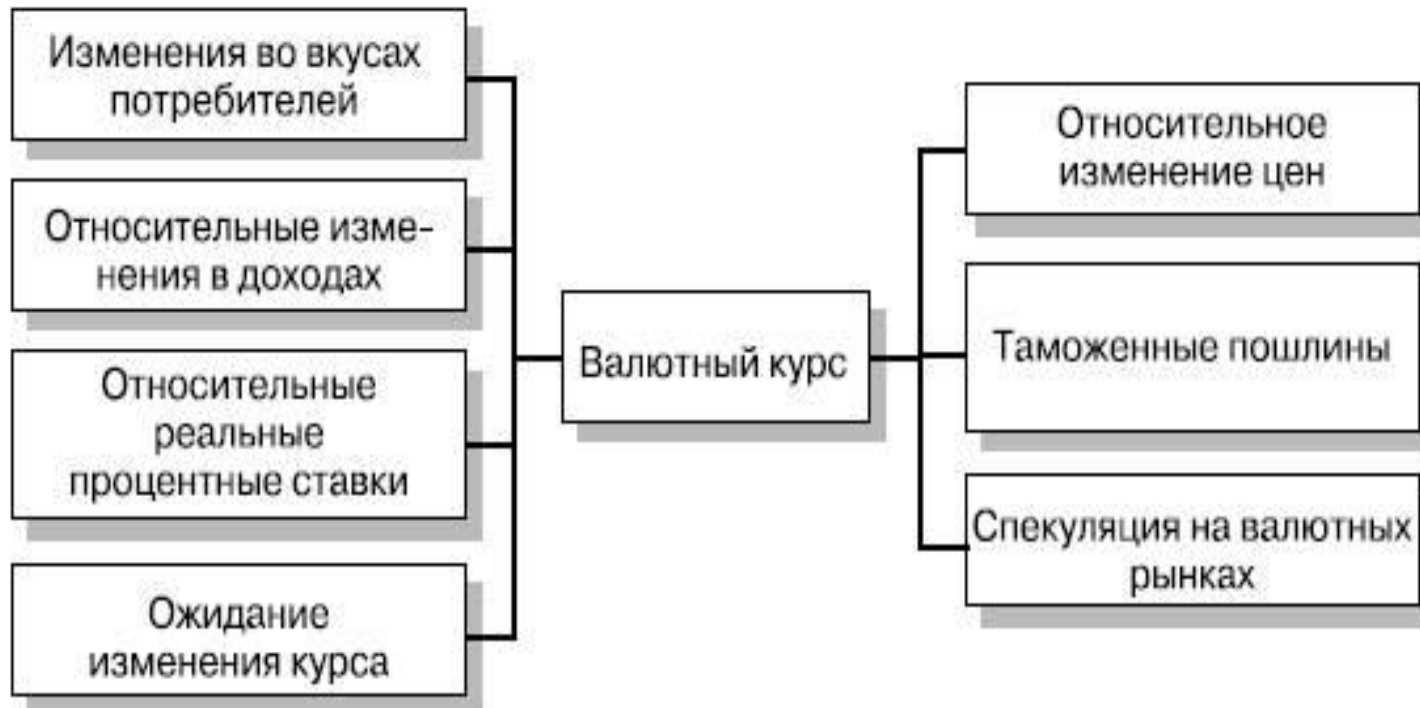 Изменения во вкусах
потребителей
Относительные изме-
нения в доходах
Относительные
реальные
процентные ставки
Ожидание
изменения курса
Валютный курс
Относительное
изменение цен
Таможенные пошлины
Спекуляция на валютных
рынках